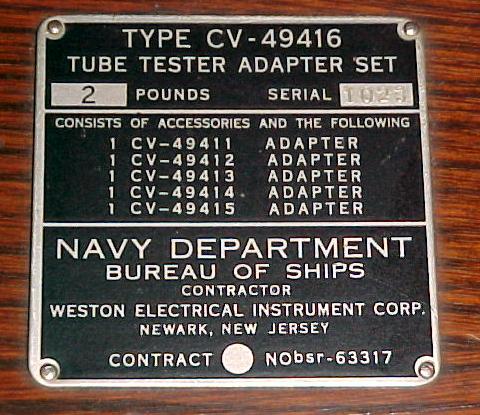 TYPE CV-49416
TUBE TESTER ADAPTER SET
2 POUNDS SERIAL 1023
CONSISTS OF ACCESSORIES AND THE FOLLOWING
1 CV-49411 ADAPTER
1 CV-49412 ADAPTER
1 CV-49413 ADAPTER
1 CV-49414 ADAPTER
1 CV-49415 ADAPTER
NAVY DEPARTMENT
BUREAU OF SHIPS
CONTRACTOR
WESTON ELECTRICAL INSTRUMENT CORP.
NEWARK, NEW JERSEY
CONTRACT NObsr-63317